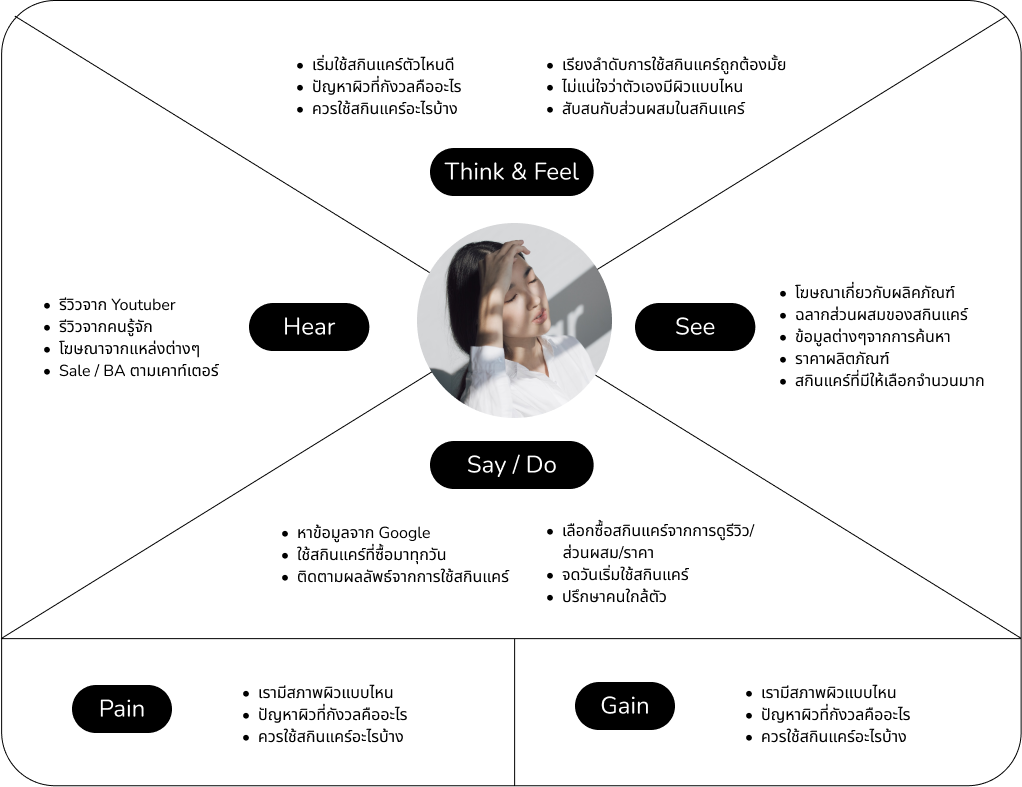 เริ่มใช้สกินแคร์ตัวไหนดี
ปัญหาผิวที่กังวลคืออะไร
ควรใช้สกินแคร์อะไรบ้าง
เรียงลำดับการใช้สกินแคร์ถูกต้องมั้ย
ไม่แน่ใจว่าตัวเองมีผิวแบบไหน
สับสนกับส่วนผสมในสกินแคร์
Think & Feel
รีวิวจาก Youtuber
รีวิวจากคนรู้จัก
โฆษณาจากแหล่งต่างๆ
Sale / BA ตามเคาท์เตอร์
Hear
See
โฆษณาเกี่ยวกับผลิคภัณฑ์
ฉลากส่วนผสมของสกินแคร์
ข้อมูลต่างๆจากการค้นหา
ราคาผลิตภัณฑ์
สกินแคร์ที่มีให้เลือกจำนวนมาก
Say / Do
หาข้อมูลจาก Google
ใช้สกินแคร์ที่ซื้อมาทุกวัน
ติดตามผลลัพธ์จากการใช้สกินแคร์
เลือกซื้อสกินแคร์จากการดูรีวิว/
ส่วนผสม/ราคา
จดวันเริ่มใช้สกินแคร์
ปรึกษาคนใกล้ตัว
Pain
เรามีสภาพผิวแบบไหน
ปัญหาผิวที่กังวลคืออะไร
ควรใช้สกินแคร์อะไรบ้าง
Gain
เรามีสภาพผิวแบบไหน
ปัญหาผิวที่กังวลคืออะไร
ควรใช้สกินแคร์อะไรบ้าง